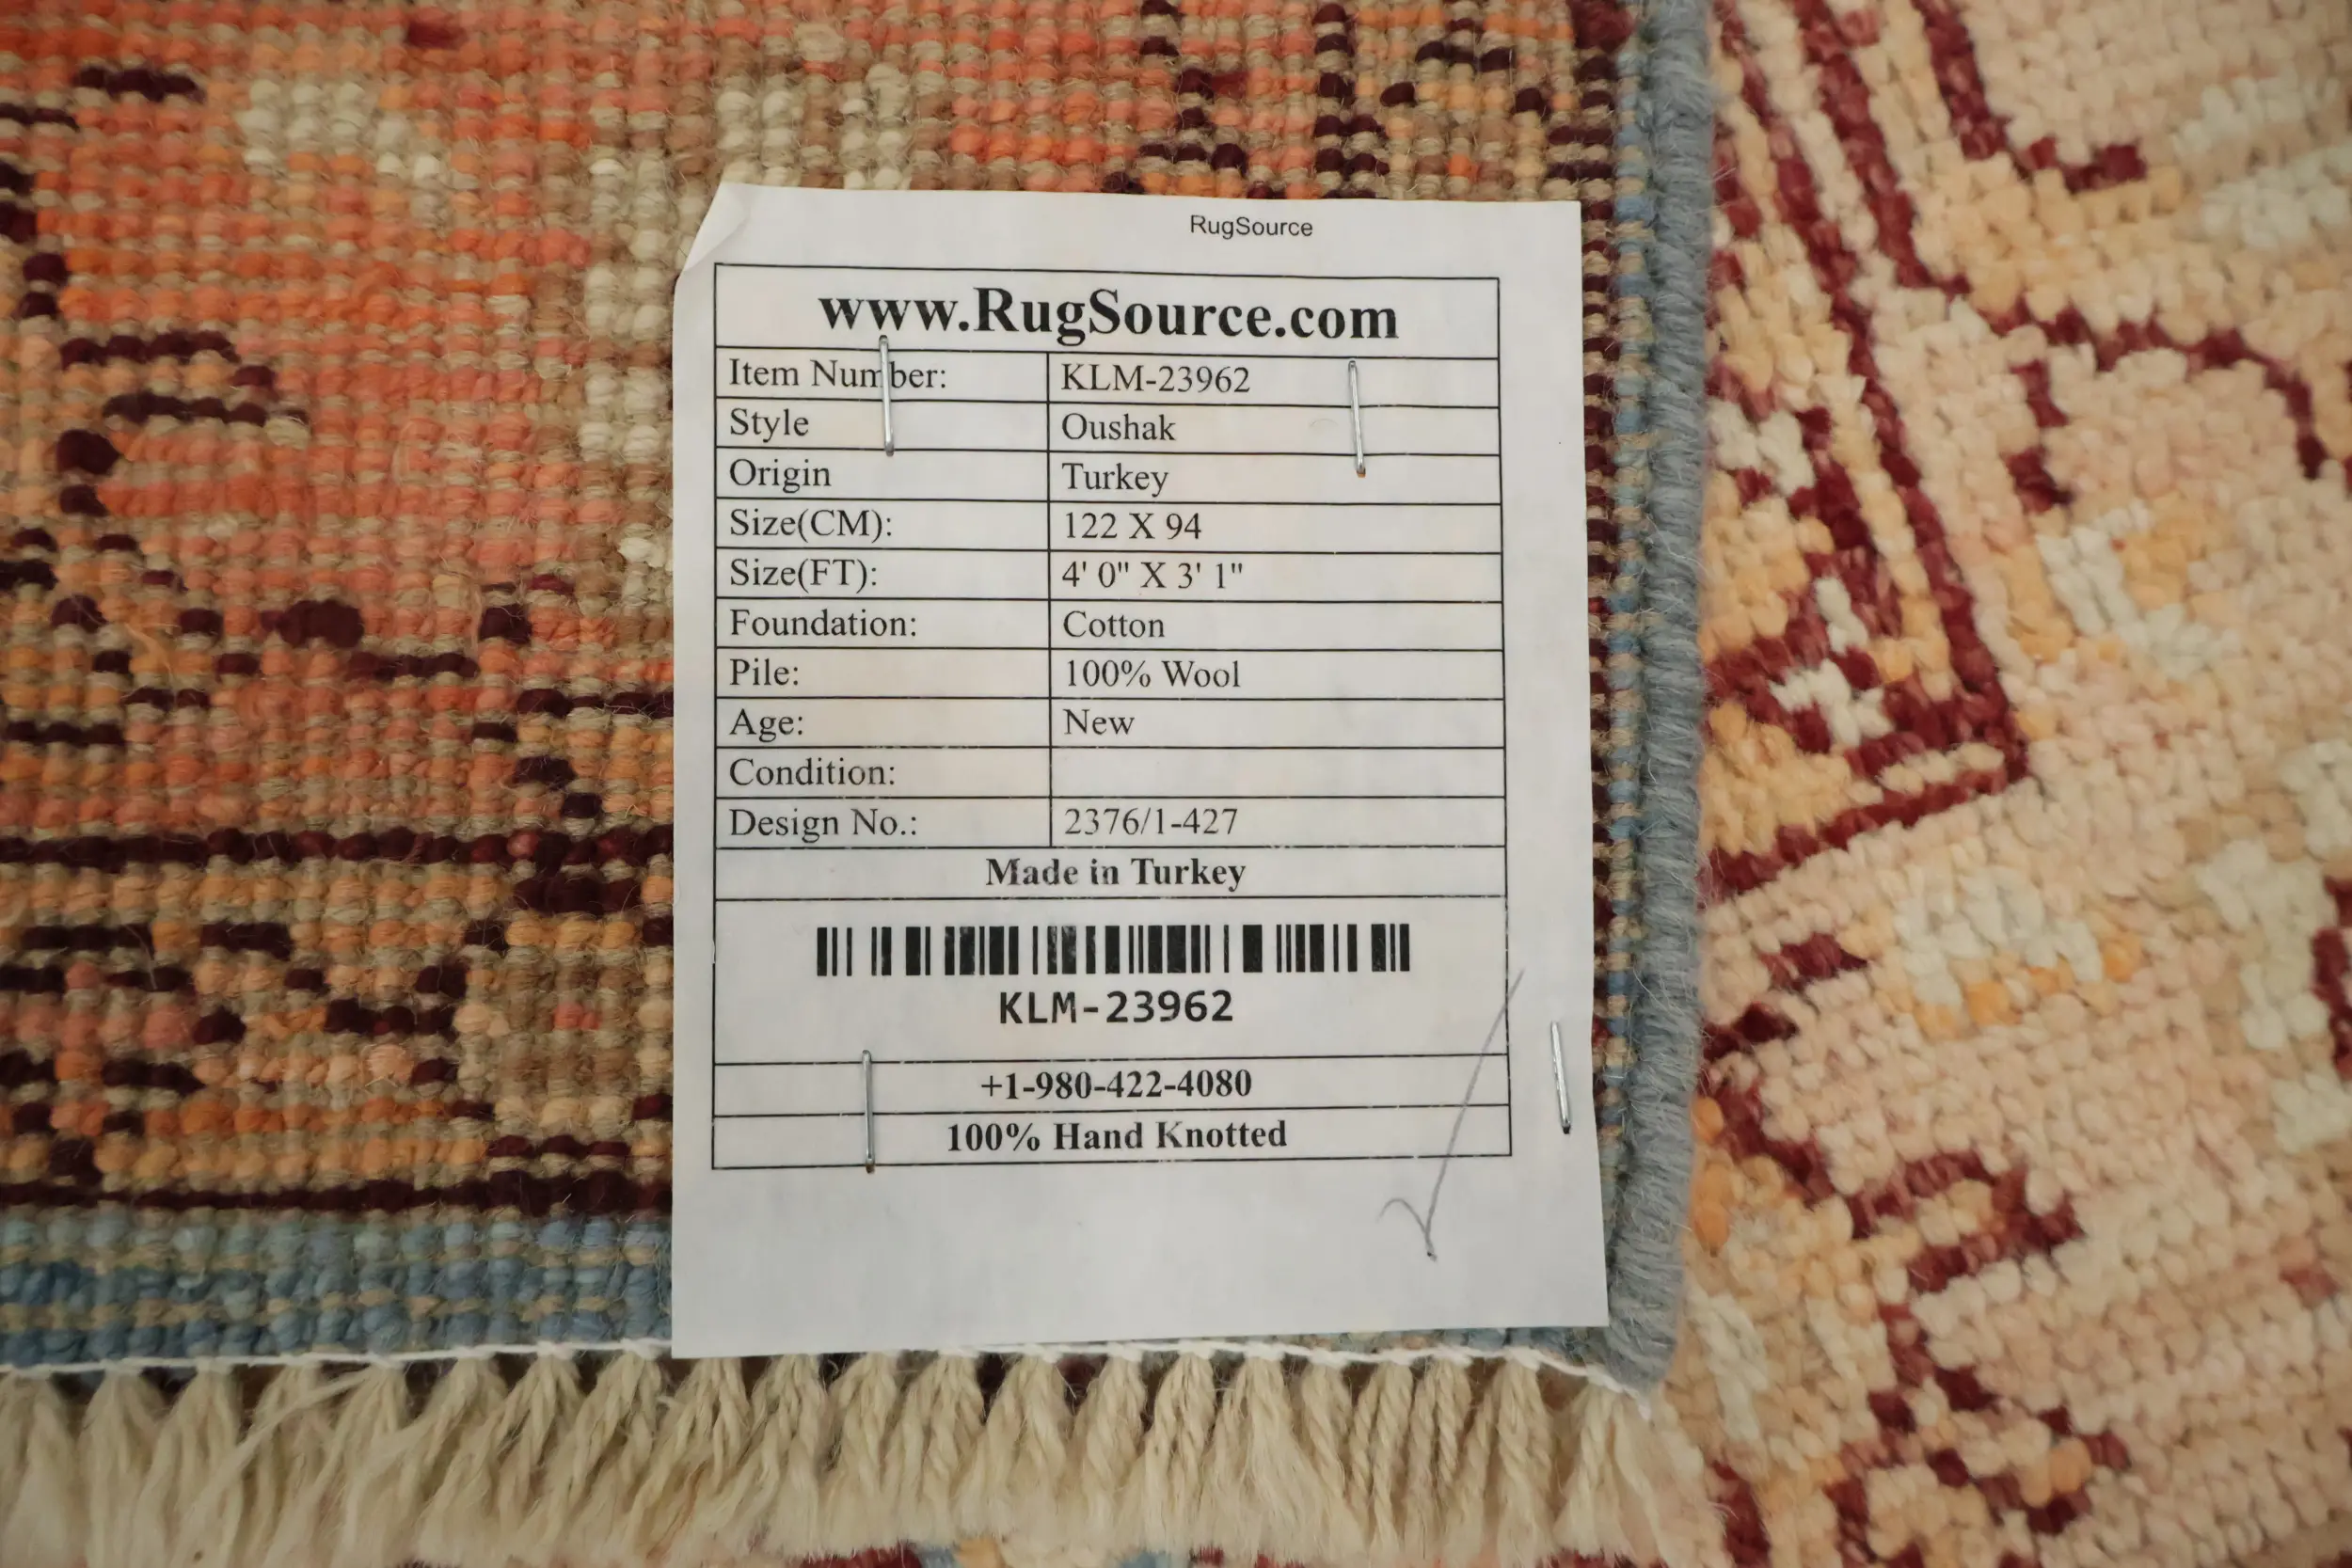 RugSource
www.RugSource.com
Item Number: KLM-23962
Style Oushak
Origin Turkey
Size(CM): 122 X 94
Size(FT): 4' 0" X 3' 1"
Foundation: Cotton
Pile: 100% Wool
Age: New
Condition:
Design No.: 2376/1-427
Made in Turkey
KLM-23962
+1-980-422-4080
100% Hand Knotted